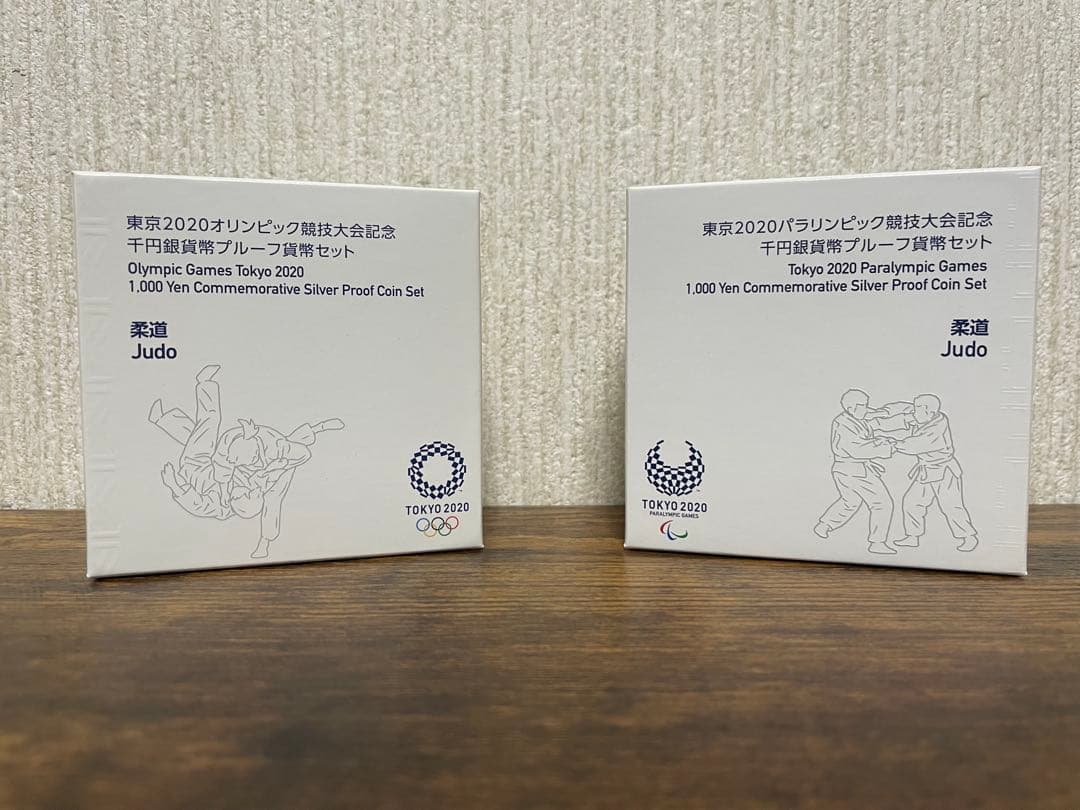 東京2020オリンピック競技大会記念
千円銀貨幣プルーフ貨幣セット
Olympic Games Tokyo 2020
1,000 Yen Commemorative Silver Proof Coin Set
柔道
Judo
TOKYO 2020
東京2020パラリンピック競技大会記念
千円銀貨幣プルーフ貨幣セット
Tokyo 2020 Paralympic Games
1,000 Yen Commemorative Silver Proof Coin Set
柔道
Judo
TOKYO 2020
PARALYMPIC GAMES